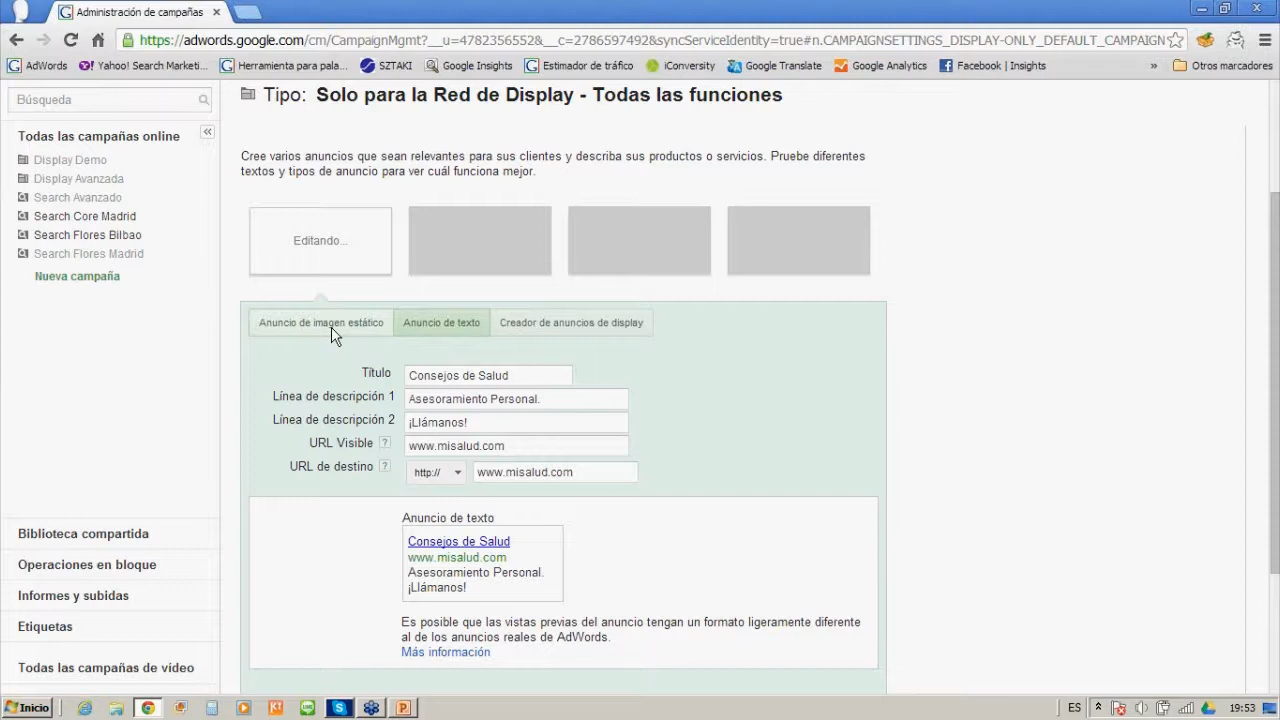 Administración de campañas
https://adwords.google.com/cm/CampaignMgmt?__u=4782356552&__c=2786597492&syncServiceIdentity=true#n.CAMPAIGNSETTINGS_DISPLAY-ONLY_DEFAULT_CAMPAIGN
AdWords
Yahoo! Search Marketi...
Herramienta para pala...
SZTAKI
Google Insights
Estimador de tráfico
iConversity
Google Translate
Google Analytics
Facebook | Insights
»
Otros marcadores
Búsqueda
Todas las campañas online
Display Demo
Display Avanzada
Search Avanzado
Search Core Madrid
Search Flores Bilbao
Search Flores Madrid
Nueva campaña
Biblioteca compartida
Operaciones en bloque
Informes y subidas
Etiquetas
Todas las campañas de vídeo
Tipo: Solo para la Red de Display - Todas las funciones
Cree varios anuncios que sean relevantes para sus clientes y describa sus productos o servicios. Pruebe diferentes
textos y tipos de anuncio para ver cuál funciona mejor.
Editando...
Anuncio de imagen estático
Anuncio de texto
Creador de anuncios de display
Título
Consejos de Salud
Línea de descripción 1
Asesoramiento Personal.
Línea de descripción 2
¡Llámanos!
URL Visible ?
www.misalud.com
URL de destino ?
http://
www.misalud.com
Anuncio de texto
Consejos de Salud
www.misalud.com
Asesoramiento Personal.
¡Llámanos!
Es posible que las vistas previas del anuncio tengan un formato ligeramente diferente
al de los anuncios reales de AdWords.
Más información
Inicio
ES
19:53